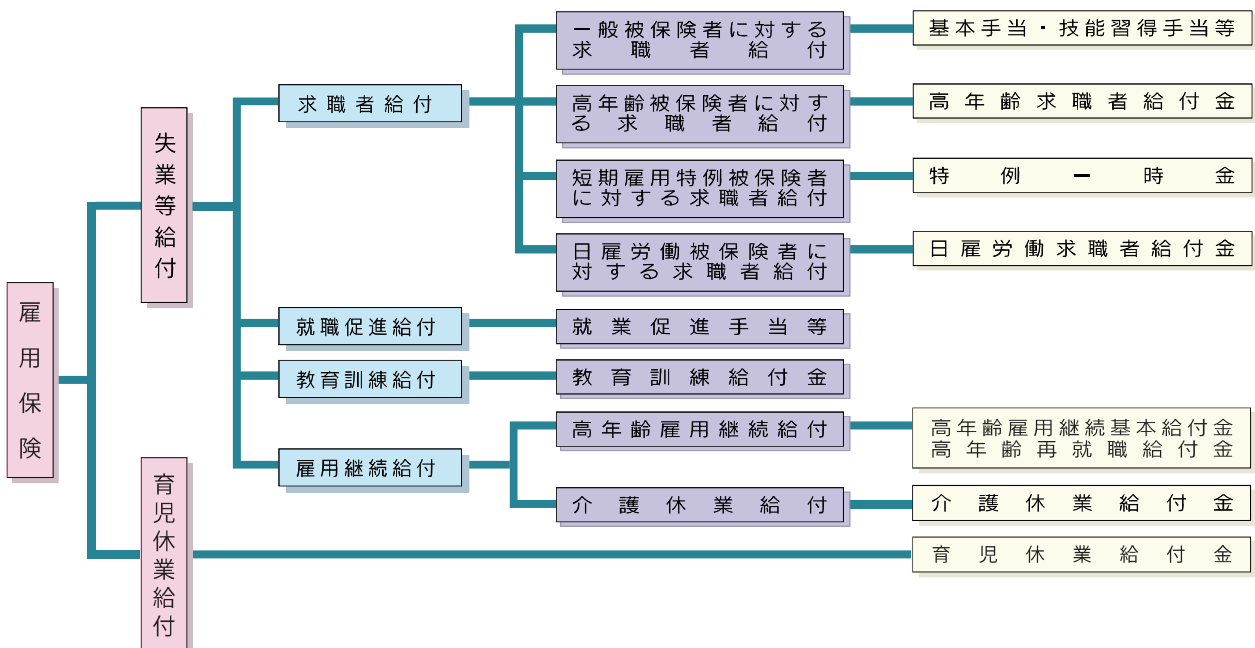 雇用保険
失業等給付
求職者給付
一般被保険者に対する
求職者給付
基本手当・技能習得手当等
高年齢被保険者に対す
る求職者給付
高年齢求職者給付金
短期雇用特例被保険者
に対する求職者給付
特例一時金
日雇労働被保険者に
対する求職者給付
日雇労働求職者給付金
就職促進給付
就業促進手当等
教育訓練給付
教育訓練給付金
雇用継続給付
高年齢雇用継続給付
高年齢雇用継続基本給付金
高年齢再就職給付金
介護休業給付
介護休業給付金
育児休業給付
育児休業給付金